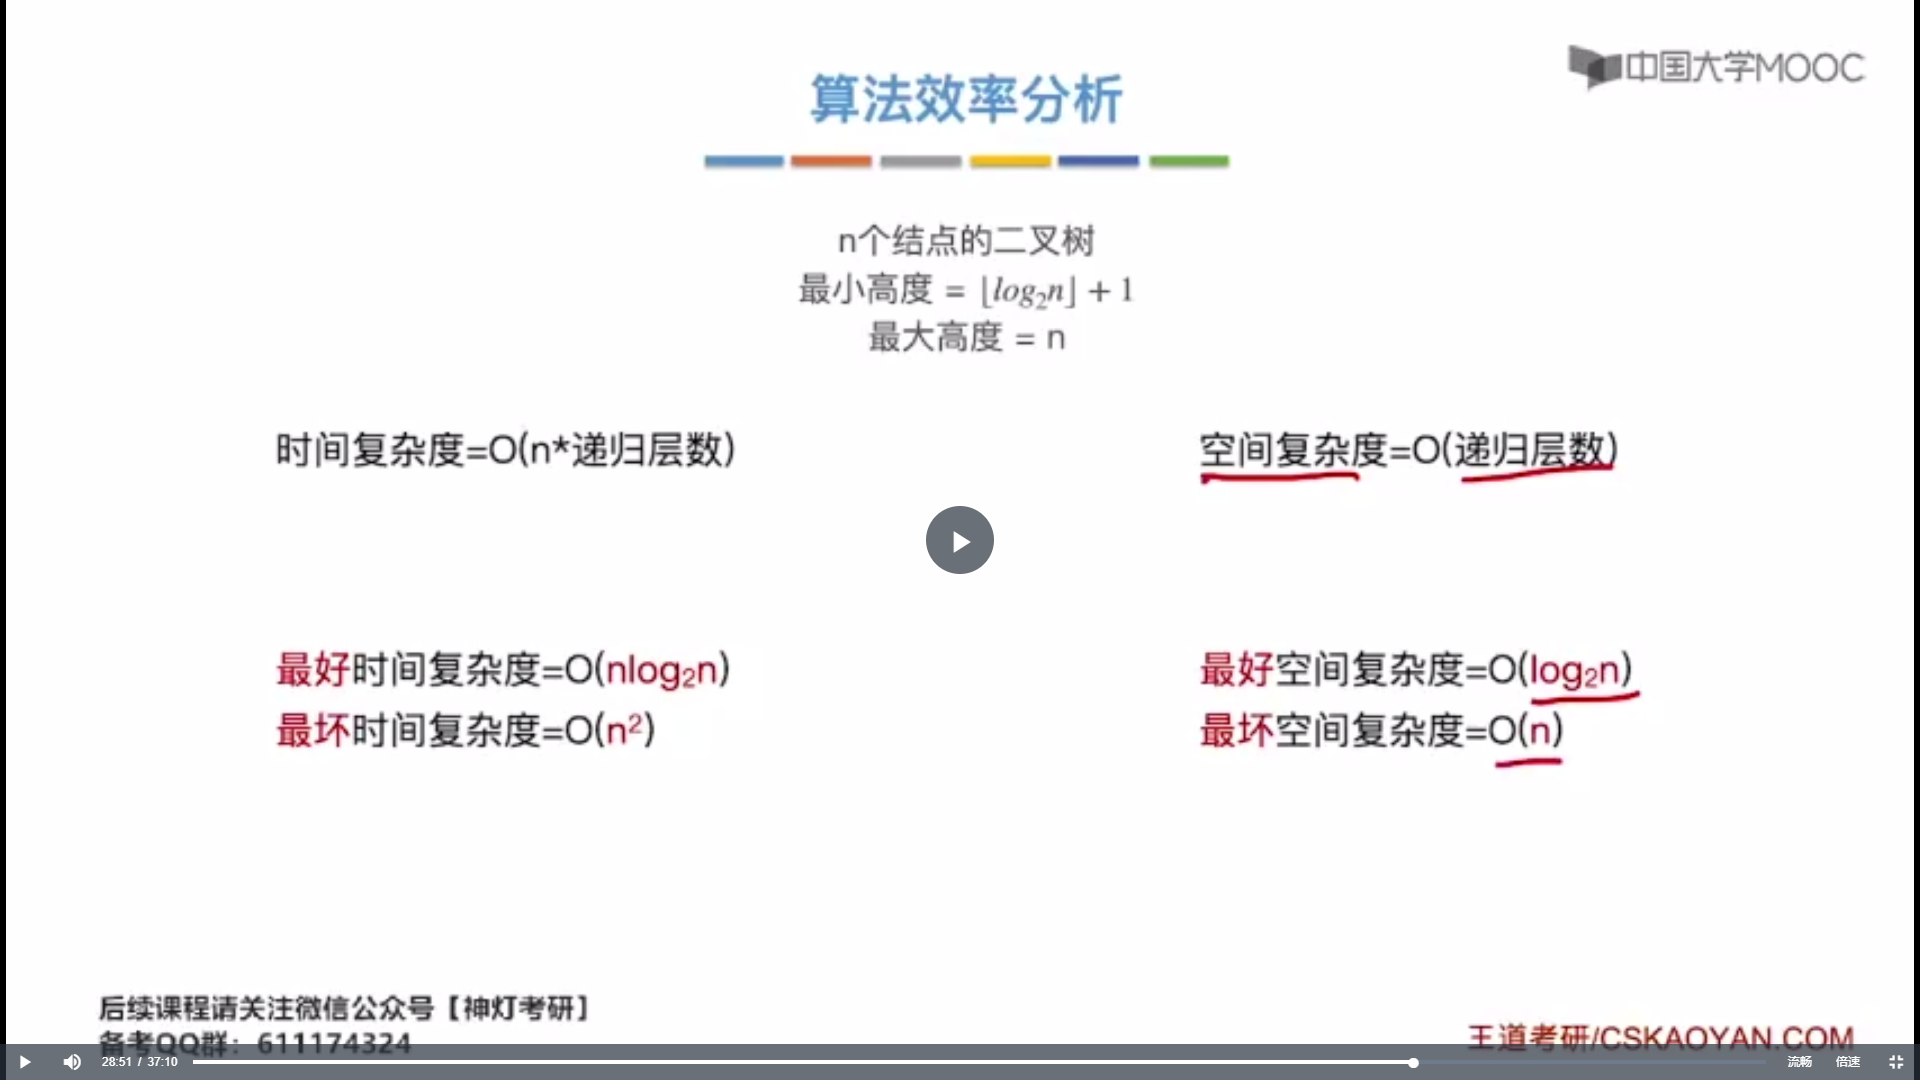 中国大学MOOC
算法效率分析
n个结点的二叉树
最小高度 = ⌊log₂n⌋ + 1
最大高度 = n
时间复杂度=O(n*递归层数)
空间复杂度=O(递归层数)
最好时间复杂度=O(nlog₂n)
最坏时间复杂度=O(n²)
最好空间复杂度=O(log₂n)
最坏空间复杂度=O(n)
后续课程请关注微信公众号【神灯考研】
备考QQ群：611174324
王道考研/CSKAOYAN.COM
28:51 / 37:10
流畅
倍速